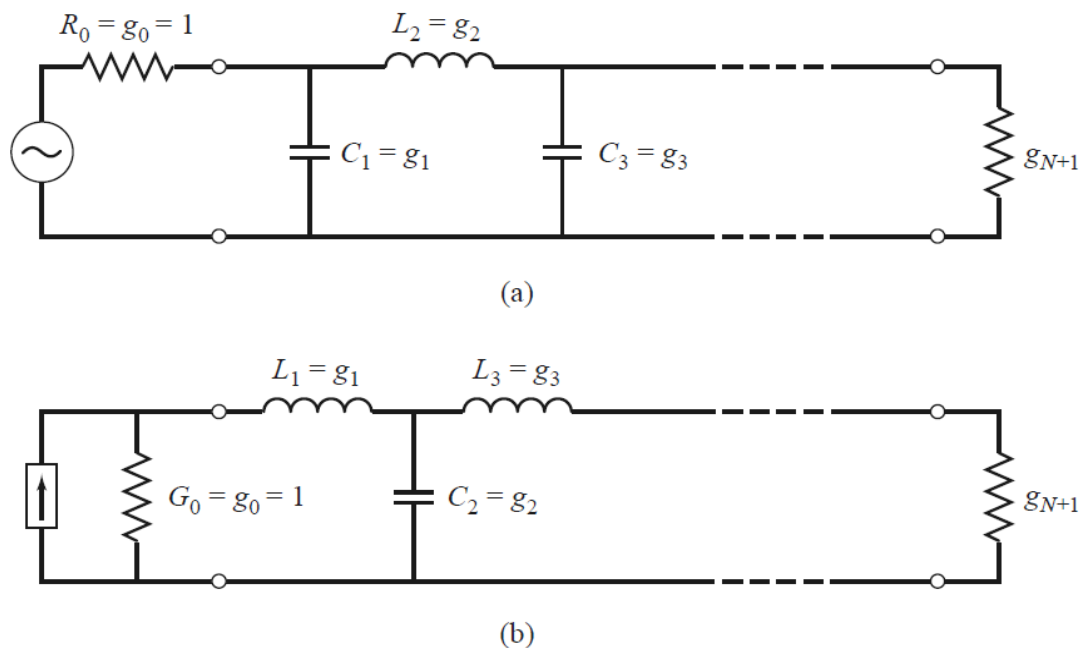 R₀ = g₀ = 1
L₂ = g₂
C₁ = g₁
C₃ = g₃
gN+1
(a)
L₁ = g₁
L₃ = g₃
G₀ = g₀ = 1
C₂ = g₂
gN+1
(b)